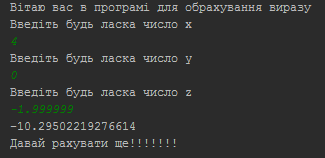 Вітаю вас в програмі для обрахування виразу
Введіть будь ласка число x
4
Введіть будь ласка число y
0
Введіть будь ласка число z
-1.999999
-10.29502219276614
Давай рахувати ще!!!!!!!